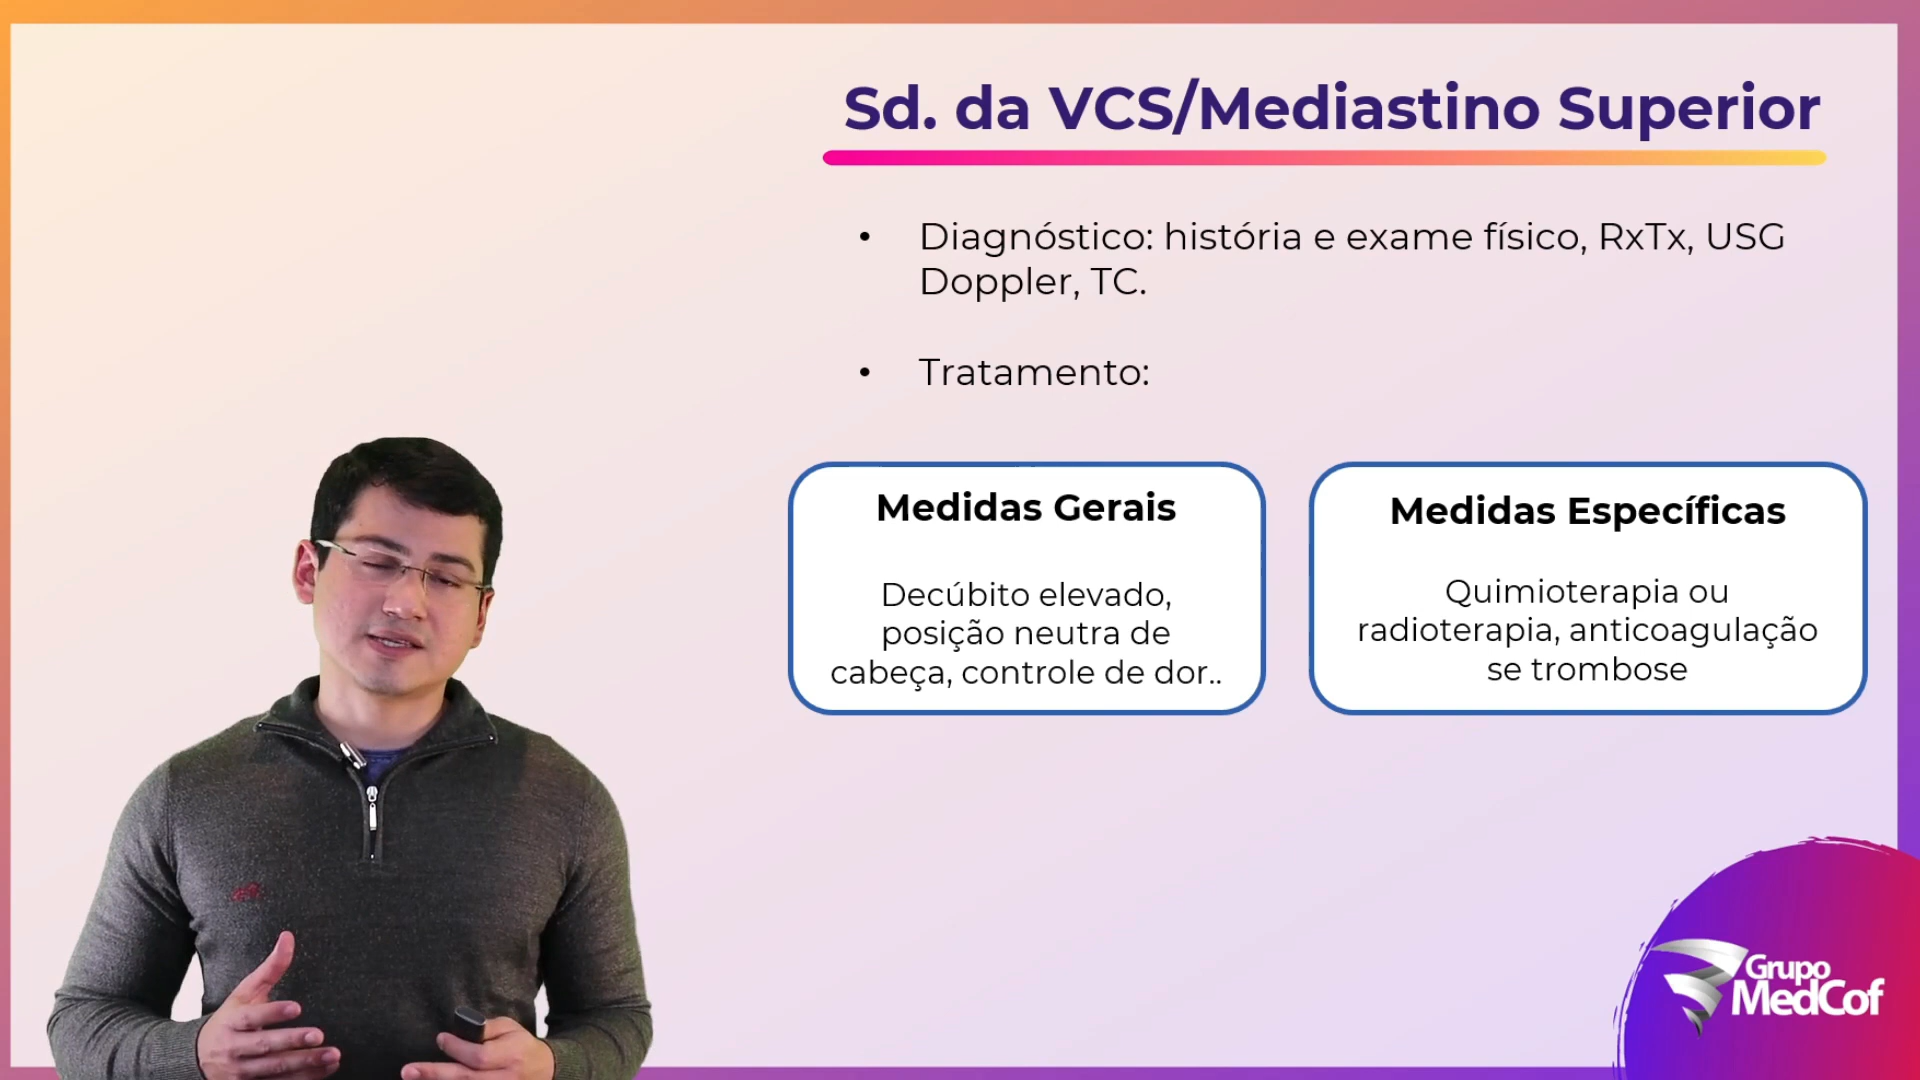 Sd. da VCS/Mediastino Superior
• Diagnóstico: história e exame físico, RxTx, USG
Doppler, TC.
• Tratamento:
Medidas Gerais
Decúbito elevado,
posição neutra de
cabeça, controle de dor..
Medidas Específicas
Quimioterapia ou
radioterapia, anticoagulação
se trombose
Grupo
MedCof